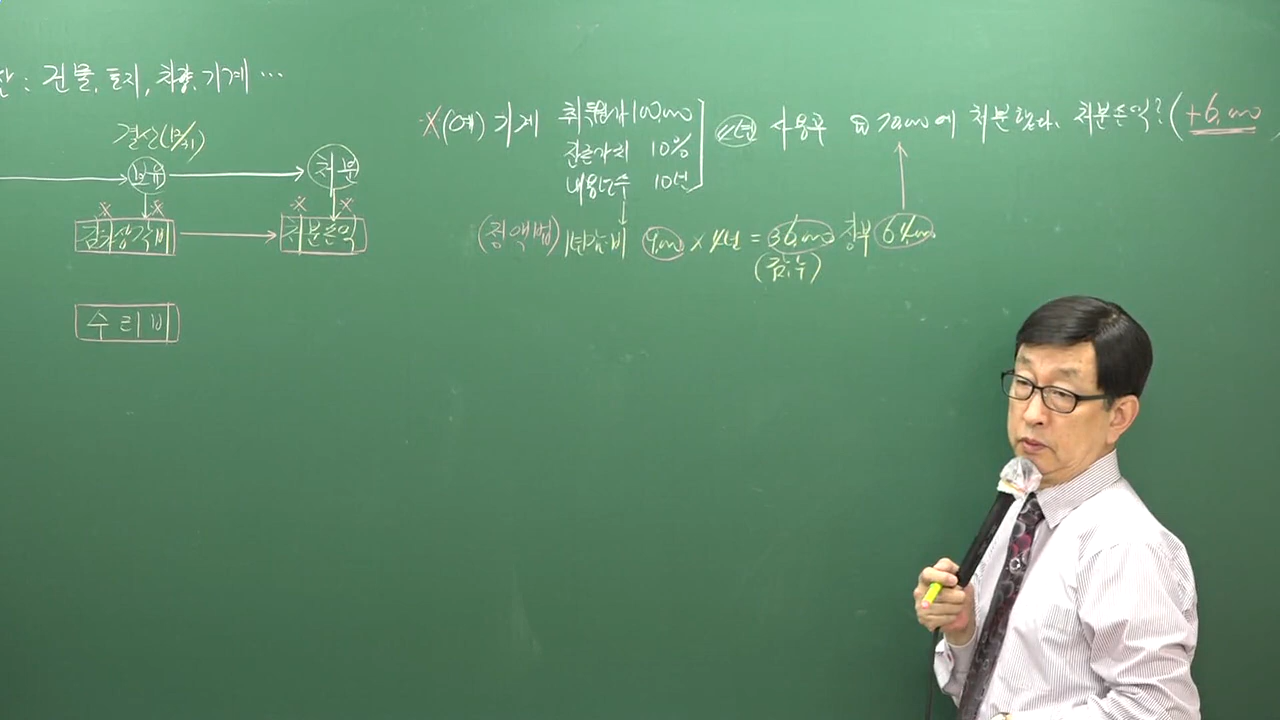 산 : 건물, 토지, 차량, 기계 …
결산(12/31)
보유
처분
※ ※ ※ ※
감가상각비
처분손익
수리비
※(예) 기계 취득원가 100,000
잔존가치 10%
내용년수 10년
4년 사용후 @ 70,000에 처분했다. 처분손익? ( +6,000
(정액법) 1년감·비 9,000 × 4년 = 36,000 장부 64,000
(감·누)